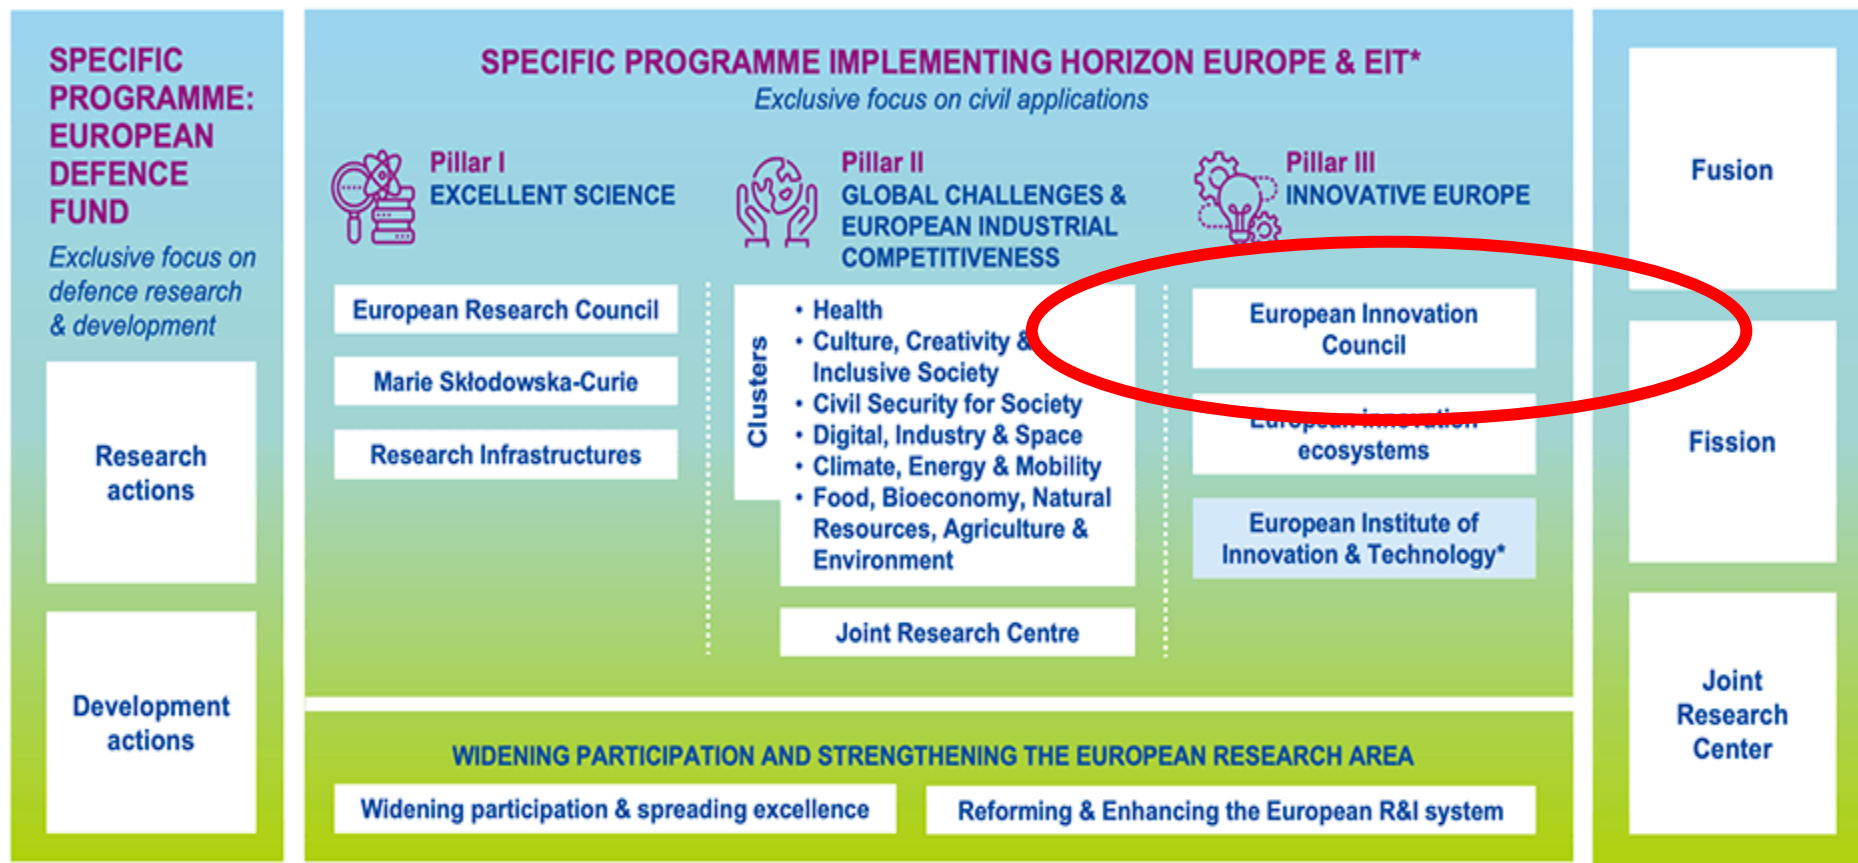 SPECIFIC
PROGRAMME:
EUROPEAN
DEFENCE
FUND
Exclusive focus on
defence research
& development
Research
actions
Development
actions
SPECIFIC PROGRAMME IMPLEMENTING HORIZON EUROPE & EIT*
Exclusive focus on civil applications
Pillar I
EXCELLENT SCIENCE
European Research Council
Marie Skłodowska-Curie
Research Infrastructures
Pillar II
GLOBAL CHALLENGES &
EUROPEAN INDUSTRIAL
COMPETITIVENESS
Clusters
• Health
• Culture, Creativity &
Inclusive Society
• Civil Security for Society
• Digital, Industry & Space
• Climate, Energy & Mobility
• Food, Bioeconomy, Natural
Resources, Agriculture &
Environment
Joint Research Centre
Pillar III
INNOVATIVE EUROPE
European Innovation
Council
European innovation
ecosystems
European Institute of
Innovation & Technology*
WIDENING PARTICIPATION AND STRENGTHENING THE EUROPEAN RESEARCH AREA
Widening participation & spreading excellence
Reforming & Enhancing the European R&I system
Fusion
Fission
Joint
Research
Center